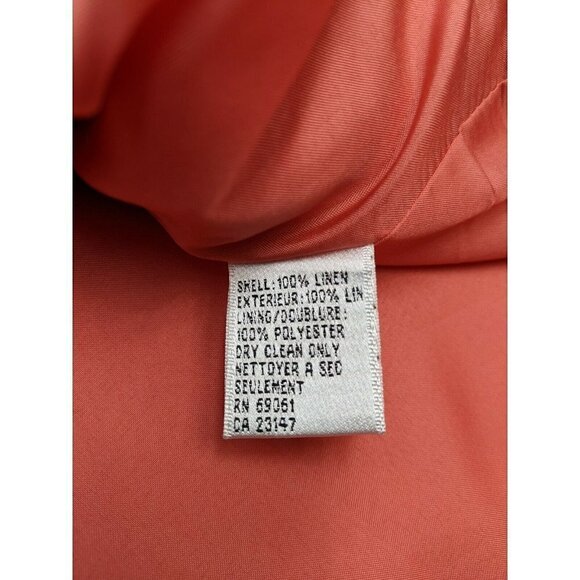 SHELL:100% LINEN
EXTERIEUR:100% LIN
LINING/DOUBLURE:
100% POLYESTER
DRY CLEAN ONLY
NETTOYER A SEC
SEULEMENT
RN 69061
CA 23147